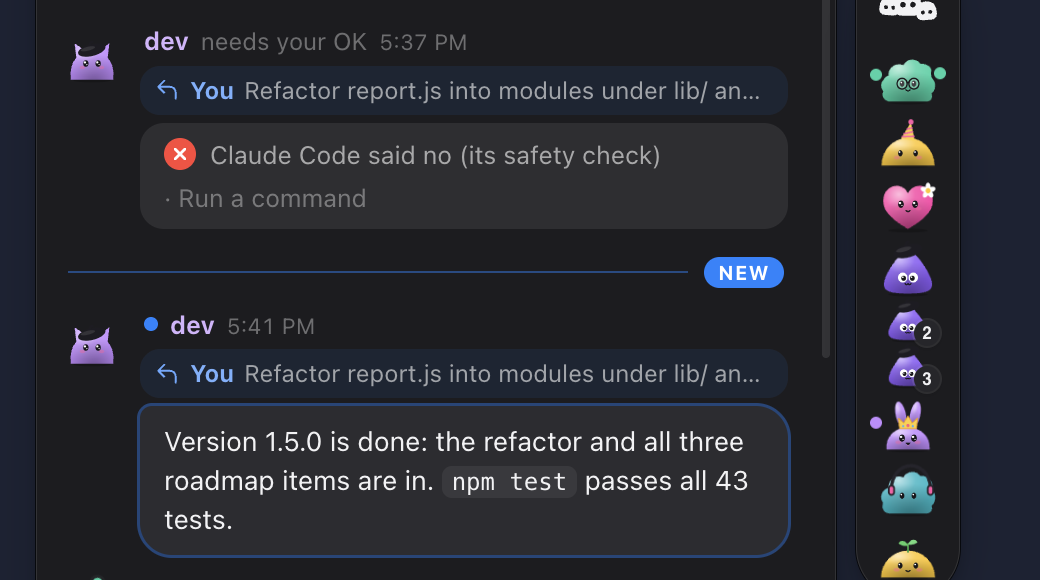 dev needs your OK 5:37 PM
You Refactor report.js into modules under lib/ an...
Claude Code said no (its safety check)
· Run a command
NEW
dev 5:41 PM
You Refactor report.js into modules under lib/ an...
Version 1.5.0 is done: the refactor and all three
roadmap items are in. npm test passes all 43
tests.
2
3